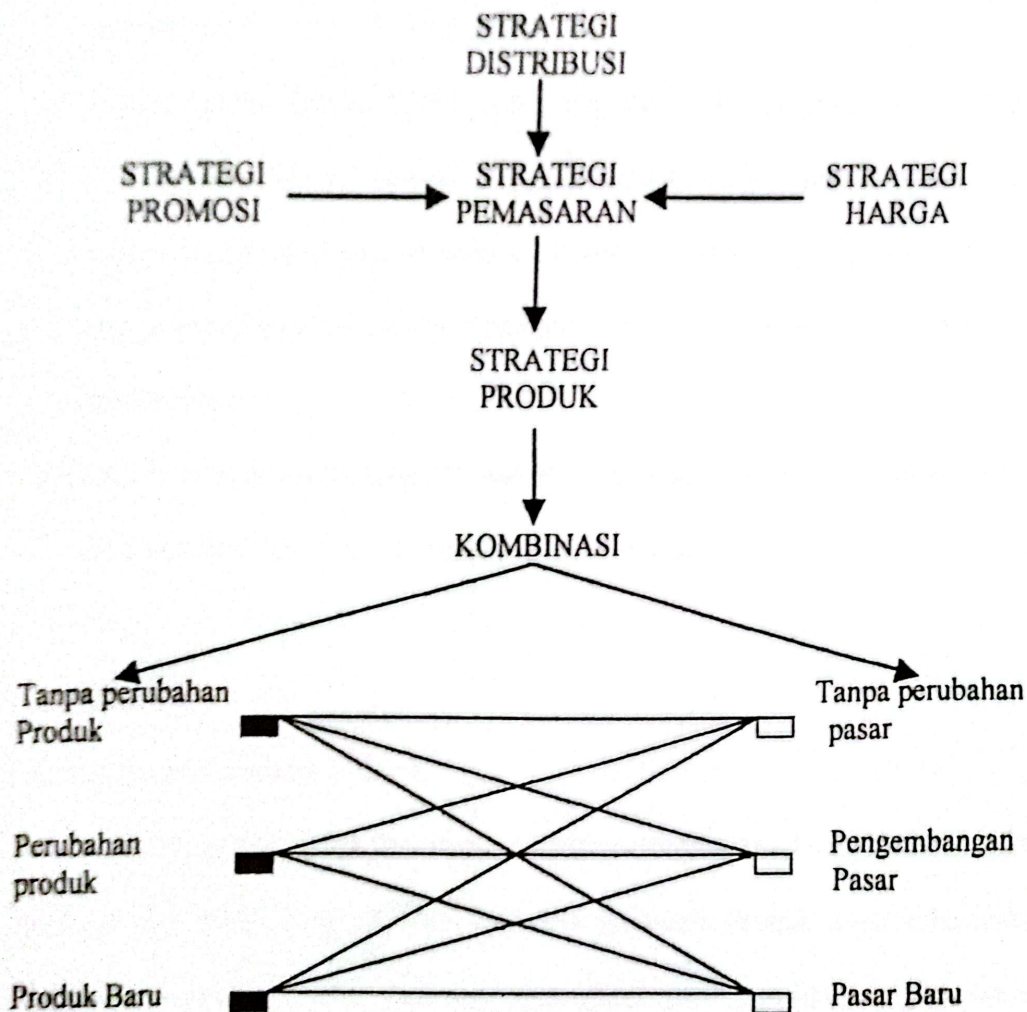 STRATEGI
DISTRIBUSI
STRATEGI
PROMOSI
STRATEGI
PEMASARAN
STRATEGI
HARGA
STRATEGI
PRODUK
KOMBINASI
Tanpa perubahan
Produk
Tanpa perubahan
pasar
Perubahan
produk
Pengembangan
Pasar
Produk Baru
Pasar Baru